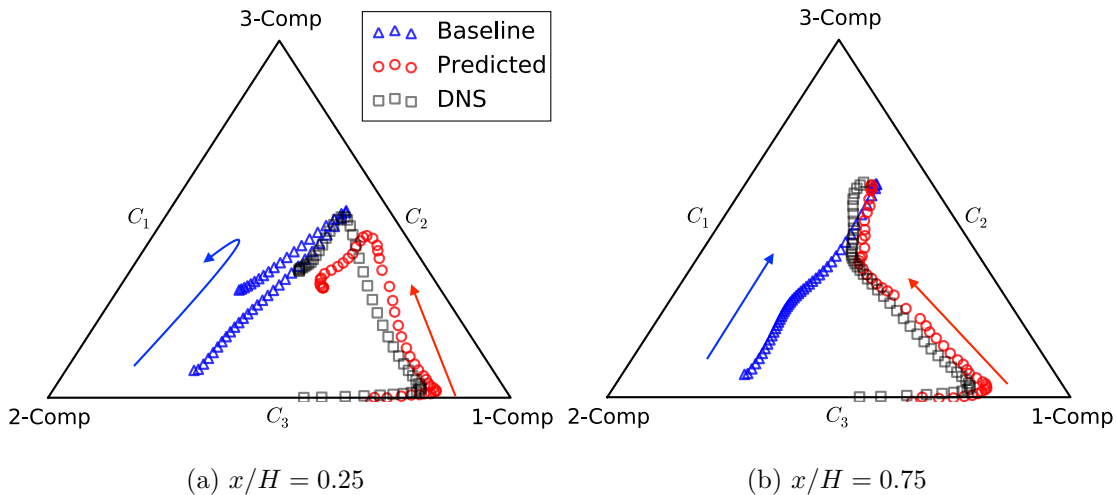 3-Comp
Baseline
Predicted
DNS
C₁
C₂
2-Comp
C₃
1-Comp
(a) x/H = 0.25
3-Comp
C₁
C₂
2-Comp
C₃
1-Comp
(b) x/H = 0.75